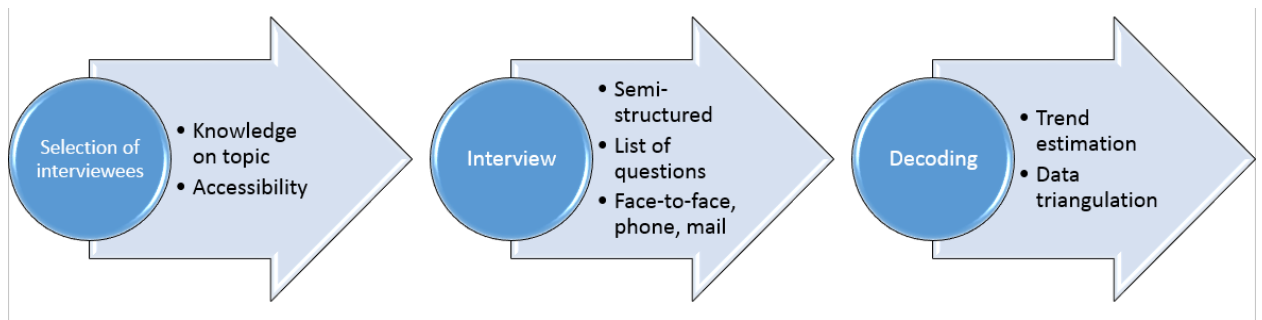 Selection of
interviewees
• Knowledge
on topic
• Accessibility
Interview
• Semi-
structured
• List of
questions
• Face-to-face,
phone, mail
Decoding
• Trend
estimation
• Data
triangulation